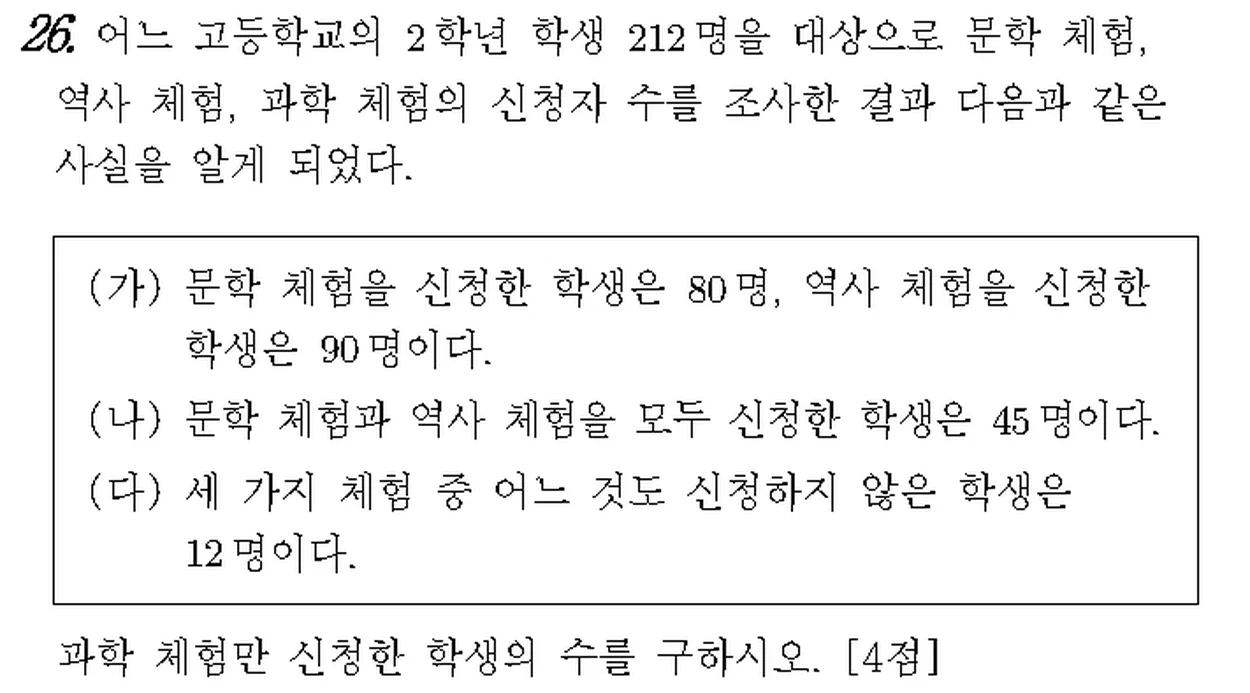 26. 어느 고등학교의 2학년 학생 212명을 대상으로 문학 체험,
역사 체험, 과학 체험의 신청자 수를 조사한 결과 다음과 같은
사실을 알게 되었다.
(가) 문학 체험을 신청한 학생은 80명, 역사 체험을 신청한
학생은 90명이다.
(나) 문학 체험과 역사 체험을 모두 신청한 학생은 45명이다.
(다) 세 가지 체험 중 어느 것도 신청하지 않은 학생은
12명이다.
과학 체험만 신청한 학생의 수를 구하시오. [4점]